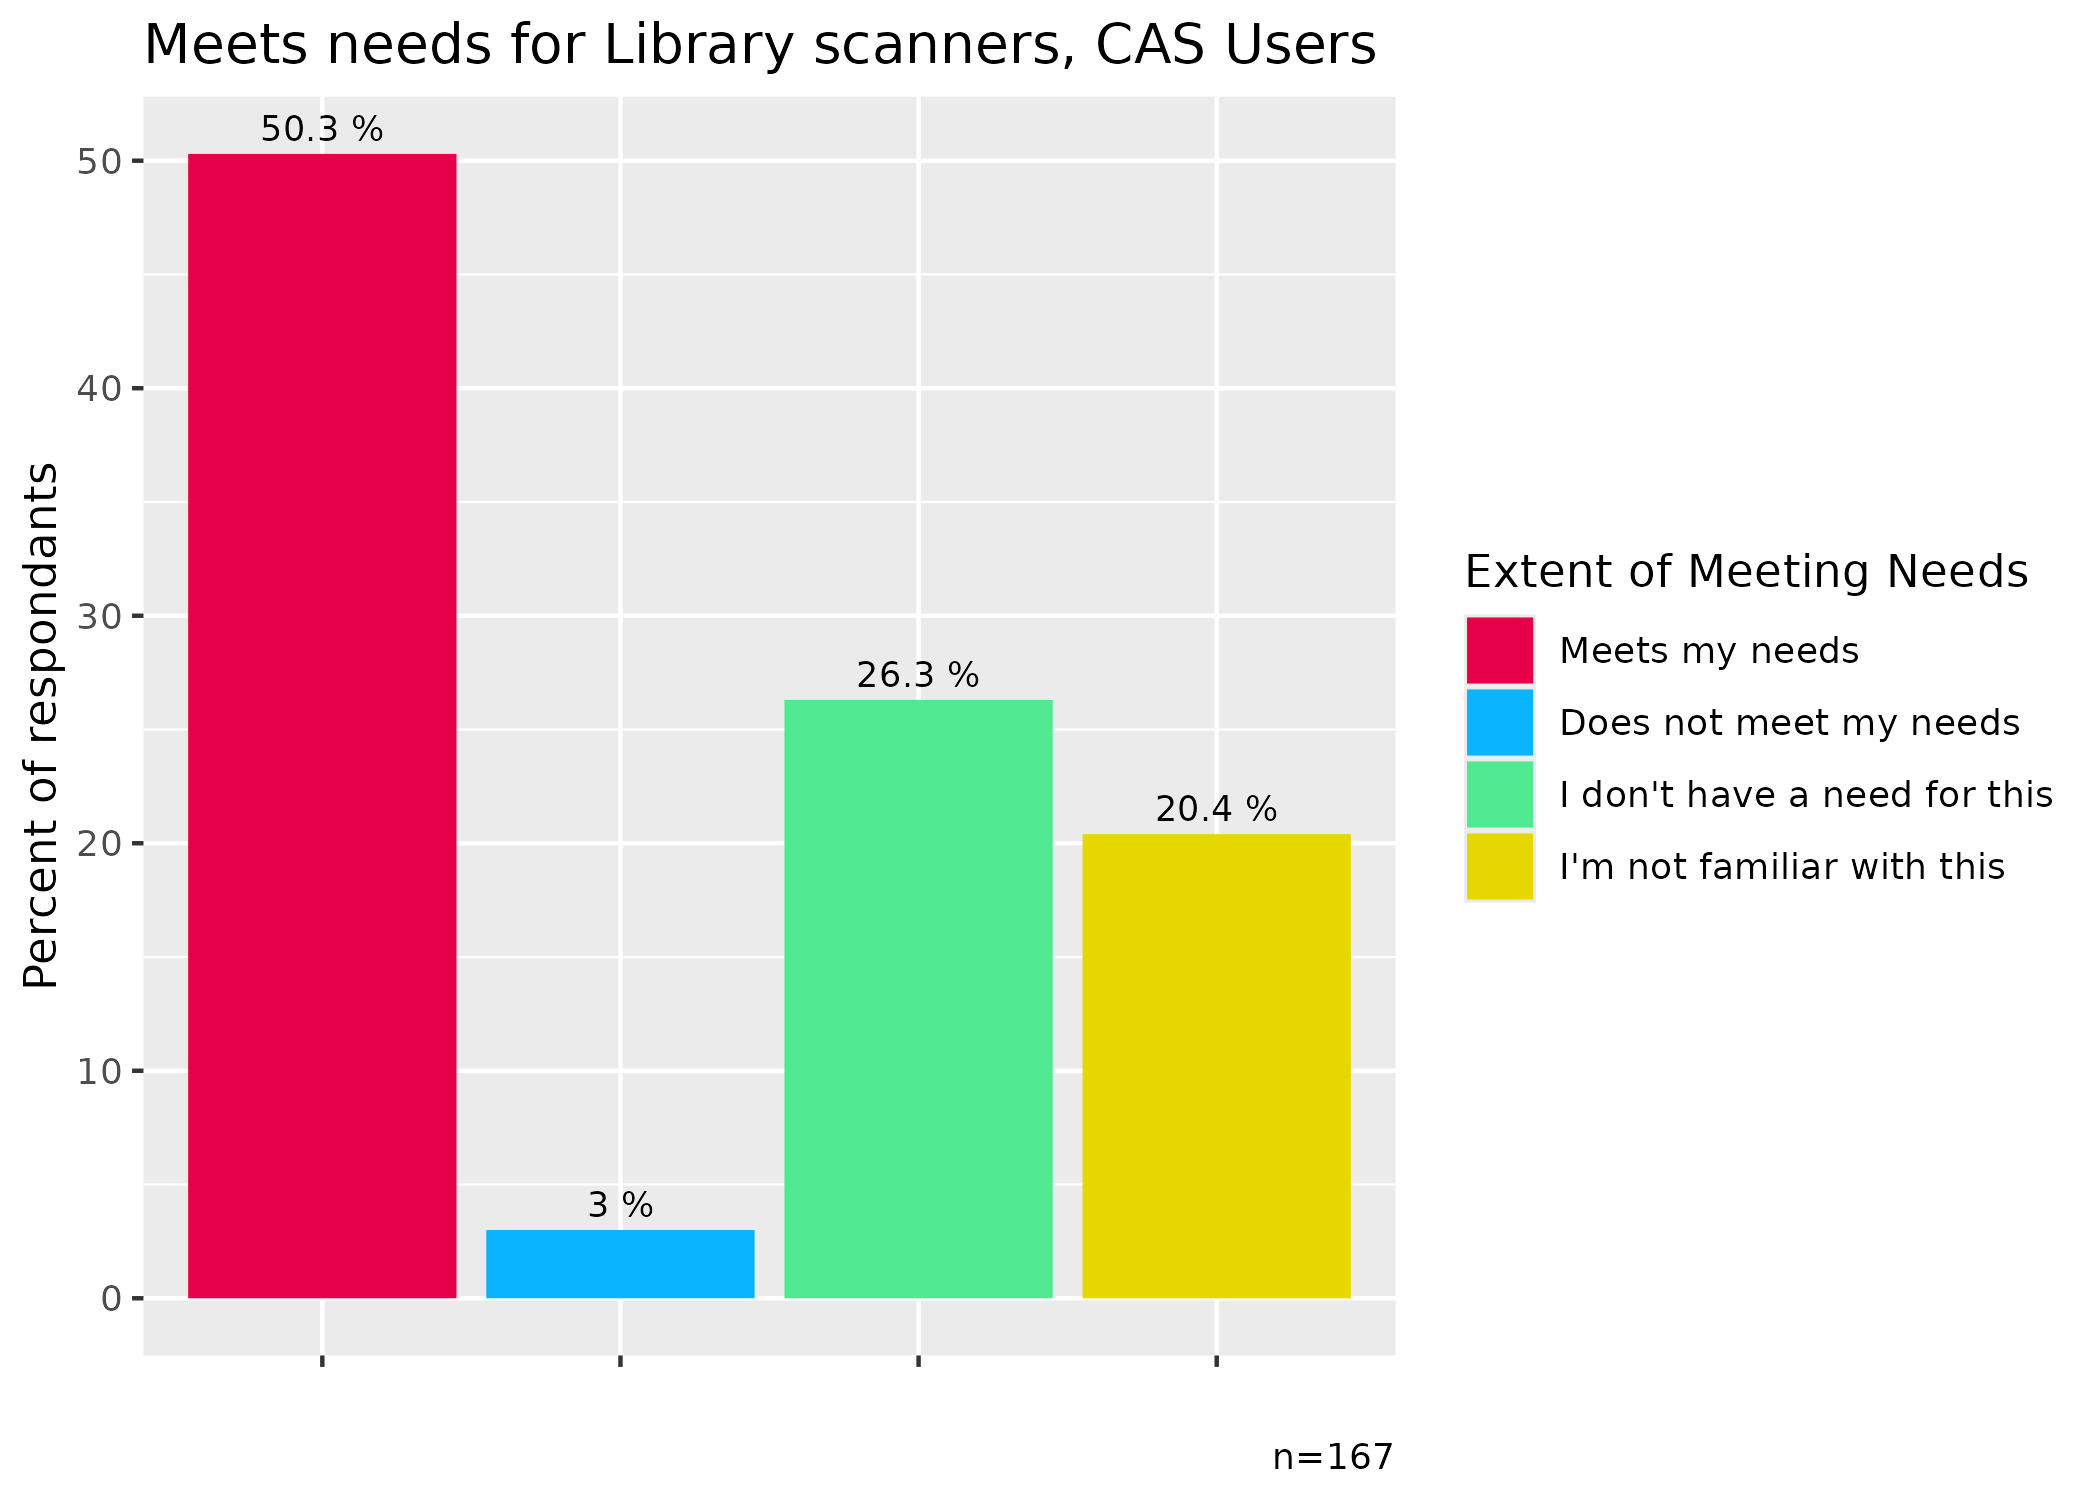 Meets needs for Library scanners, CAS Users
Percent of respondants
50
40
30
20
10
0
50.3 %
3 %
26.3 %
20.4 %
Extent of Meeting Needs
Meets my needs
Does not meet my needs
I don't have a need for this
I'm not familiar with this
n=167